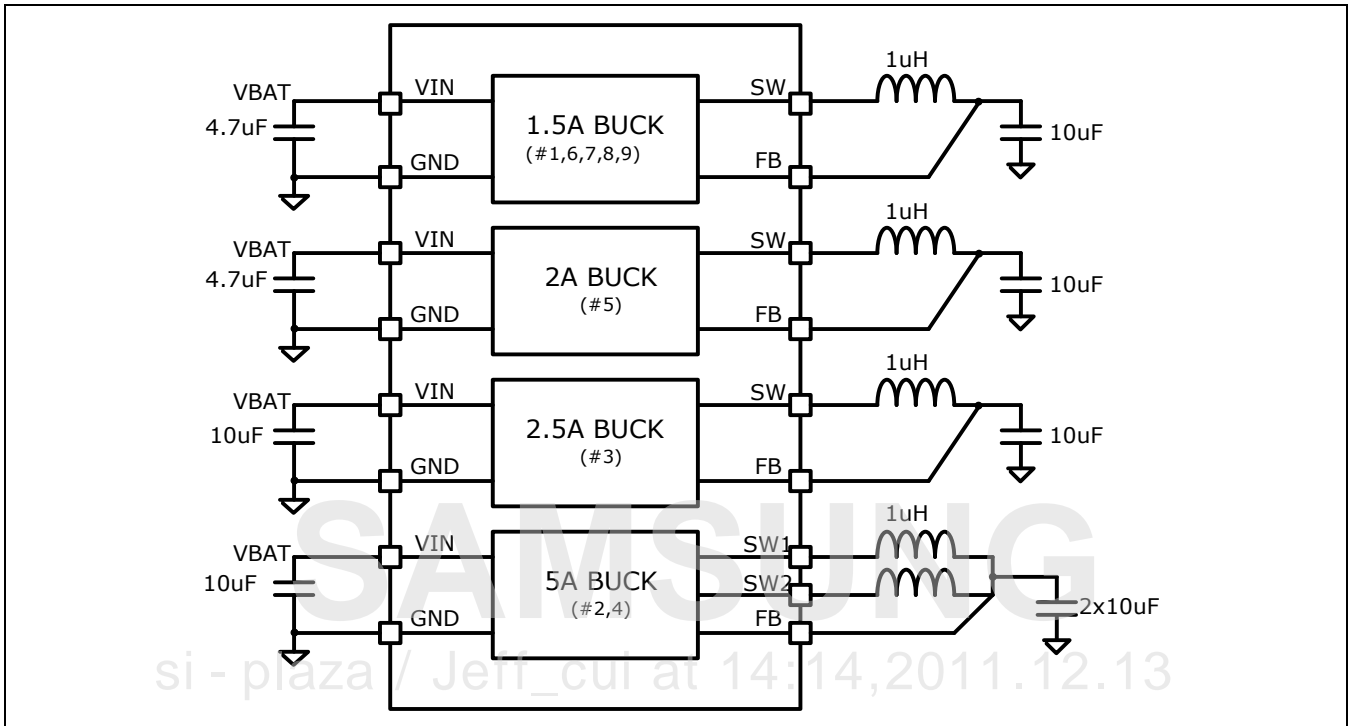 1uH
VBAT
VIN
SW
4.7uF
1.5A BUCK
(#1,6,7,8,9)
10uF
GND
FB
1uH
VBAT
VIN
SW
4.7uF
2A BUCK
(#5)
10uF
GND
FB
1uH
VBAT
VIN
SW
10uF
2.5A BUCK
(#3)
10uF
GND
FB
SAMSUNG
1uH
VBAT
VIN
SW1
10uF
5A BUCK
(#2,4)
SW2
2x10uF
GND
FB
si - plaza / Jeff_cui at 14:14,2011.12.13